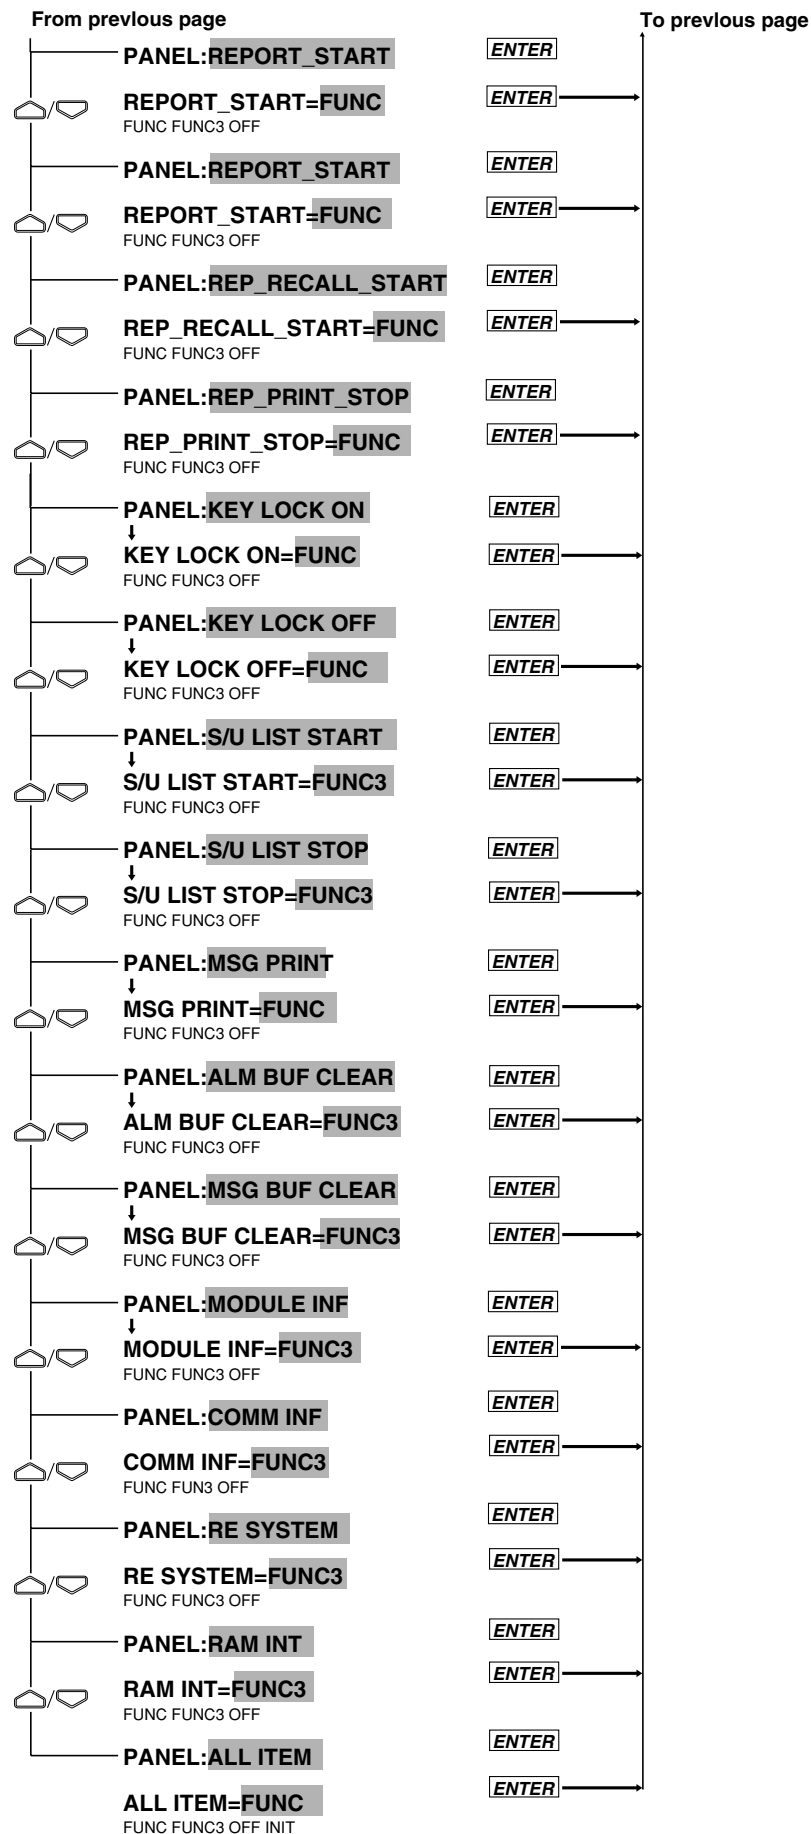 From previous page To previous page
PANEL:REPORT_START ENTER
REPORT_START=FUNC ENTER
FUNC FUNC3 OFF
PANEL:REPORT_START ENTER
REPORT_START=FUNC ENTER
FUNC FUNC3 OFF
PANEL:REP_RECALL_START ENTER
REP_RECALL_START=FUNC ENTER
FUNC FUNC3 OFF
PANEL:REP_PRINT_STOP ENTER
REP_PRINT_STOP=FUNC ENTER
FUNC FUNC3 OFF
PANEL:KEY LOCK ON ENTER
KEY LOCK ON=FUNC ENTER
FUNC FUNC3 OFF
PANEL:KEY LOCK OFF ENTER
KEY LOCK OFF=FUNC ENTER
FUNC FUNC3 OFF
PANEL:S/U LIST START ENTER
S/U LIST START=FUNC3 ENTER
FUNC FUNC3 OFF
PANEL:S/U LIST STOP ENTER
S/U LIST STOP=FUNC3 ENTER
FUNC FUNC3 OFF
PANEL:MSG PRINT ENTER
MSG PRINT=FUNC ENTER
FUNC FUNC3 OFF
PANEL:ALM BUF CLEAR ENTER
ALM BUF CLEAR=FUNC3 ENTER
FUNC FUNC3 OFF
PANEL:MSG BUF CLEAR ENTER
MSG BUF CLEAR=FUNC3 ENTER
FUNC FUNC3 OFF
PANEL:MODULE INF ENTER
MODULE INF=FUNC3 ENTER
FUNC FUNC3 OFF
PANEL:COMM INF ENTER
COMM INF=FUNC3 ENTER
FUNC FUN3 OFF
PANEL:RE SYSTEM ENTER
RE SYSTEM=FUNC3 ENTER
FUNC FUNC3 OFF
PANEL:RAM INT ENTER
RAM INT=FUNC3 ENTER
FUNC FUNC3 OFF
PANEL:ALL ITEM ENTER
ALL ITEM=FUNC ENTER
FUNC FUNC3 OFF INIT